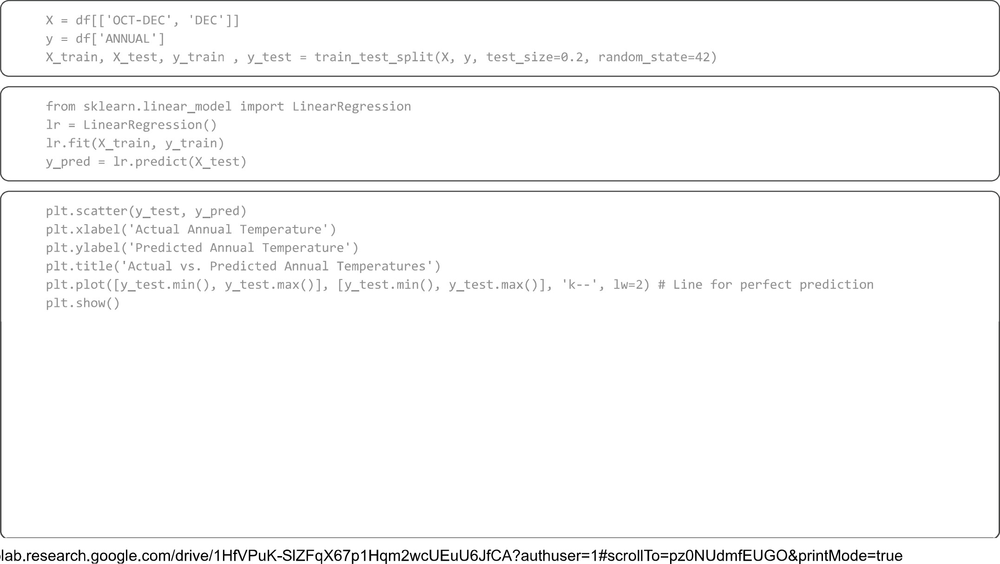 X = df[['OCT-DEC', 'DEC']]
y = df['ANNUAL']
X_train, X_test, y_train , y_test = train_test_split(X, y, test_size=0.2, random_state=42)
from sklearn.linear_model import LinearRegression
lr = LinearRegression()
lr.fit(X_train, y_train)
y_pred = lr.predict(X_test)
plt.scatter(y_test, y_pred)
plt.xlabel('Actual Annual Temperature')
plt.ylabel('Predicted Annual Temperature')
plt.title('Actual vs. Predicted Annual Temperatures')
plt.plot([y_test.min(), y_test.max()], [y_test.min(), y_test.max()], 'k--', lw=2) # Line for perfect prediction
plt.show()
lab.research.google.com/drive/1HfVPuK-SlZFqX67p1Hqm2wcUEuU6JfCA?authuser=1#scrollTo=pz0NUdmfEUGO&printMode=true